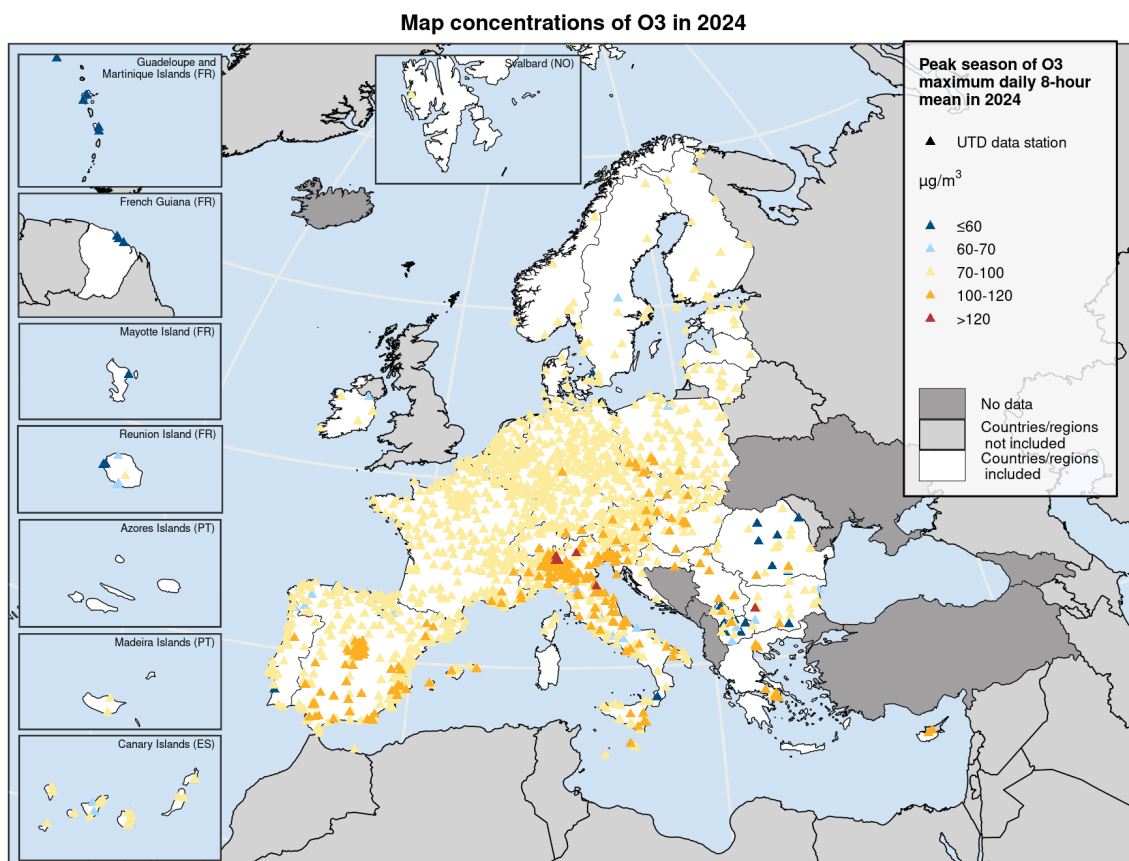 Map concentrations of O3 in 2024
Guadeloupe and
Martinique Islands (FR)
French Guiana (FR)
Mayotte Island (FR)
Reunion Island (FR)
Azores Islands (PT)
Madeira Islands (PT)
Canary Islands (ES)
Svalbard (NO)
Peak season of O3
maximum daily 8-hour
mean in 2024
UTD data station
µg/m³
≤60
60-70
70-100
100-120
>120
No data
Countries/regions
not included
Countries/regions
included